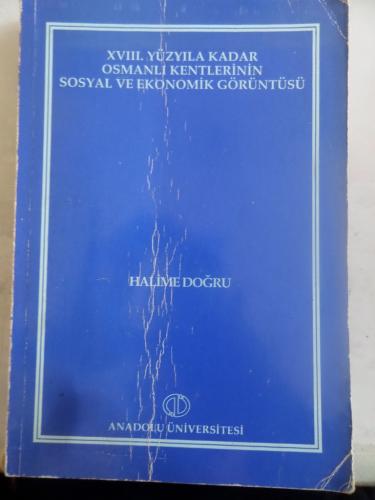 XVIII. YÜZYILA KADAR
OSMANLI KENTLERİNİN
SOSYAL VE EKONOMİK GÖRÜNTÜSÜ
HALİME DOĞRU
ANADOLU ÜNİVERSİTESİ